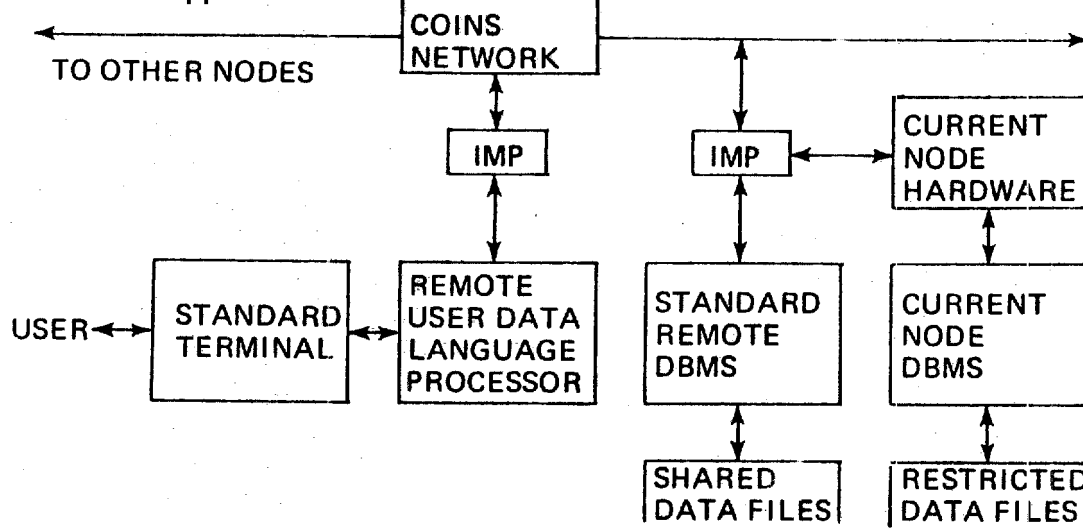 COINS
NETWORK
TO OTHER NODES
IMP
IMP
CURRENT
NODE
HARDWARE
USER
STANDARD
TERMINAL
REMOTE
USER DATA
LANGUAGE
PROCESSOR
STANDARD
REMOTE
DBMS
CURRENT
NODE
DBMS
SHARED
DATA FILES
RESTRICTED
DATA FILES